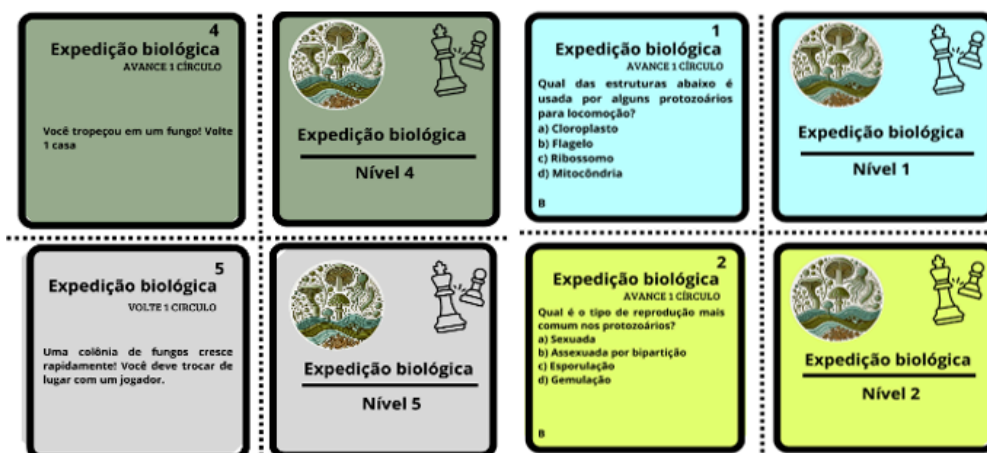 4
Expedição biológica
AVANCE 1 CÍRCULO
Você tropeçou em um fungo! Volte
1 casa
Expedição biológica
Nível 4
1
Expedição biológica
AVANCE 1 CÍRCULO
Qual das estruturas abaixo é
usada por alguns protozoários
para locomoção?
a) Cloroplasto
b) Flagelo
c) Ribossomo
d) Mitocôndria
B
Expedição biológica
Nível 1
5
Expedição biológica
VOLTE 1 CIRCULO
Uma colônia de fungos cresce
rapidamente! Você deve trocar de
lugar com um jogador.
Expedição biológica
Nível 5
2
Expedição biológica
AVANCE 1 CÍRCULO
Qual é o tipo de reprodução mais
comum nos protozoários?
a) Sexuada
b) Assexuada por bipartição
c) Esporulação
d) Gemulação
B
Expedição biológica
Nível 2